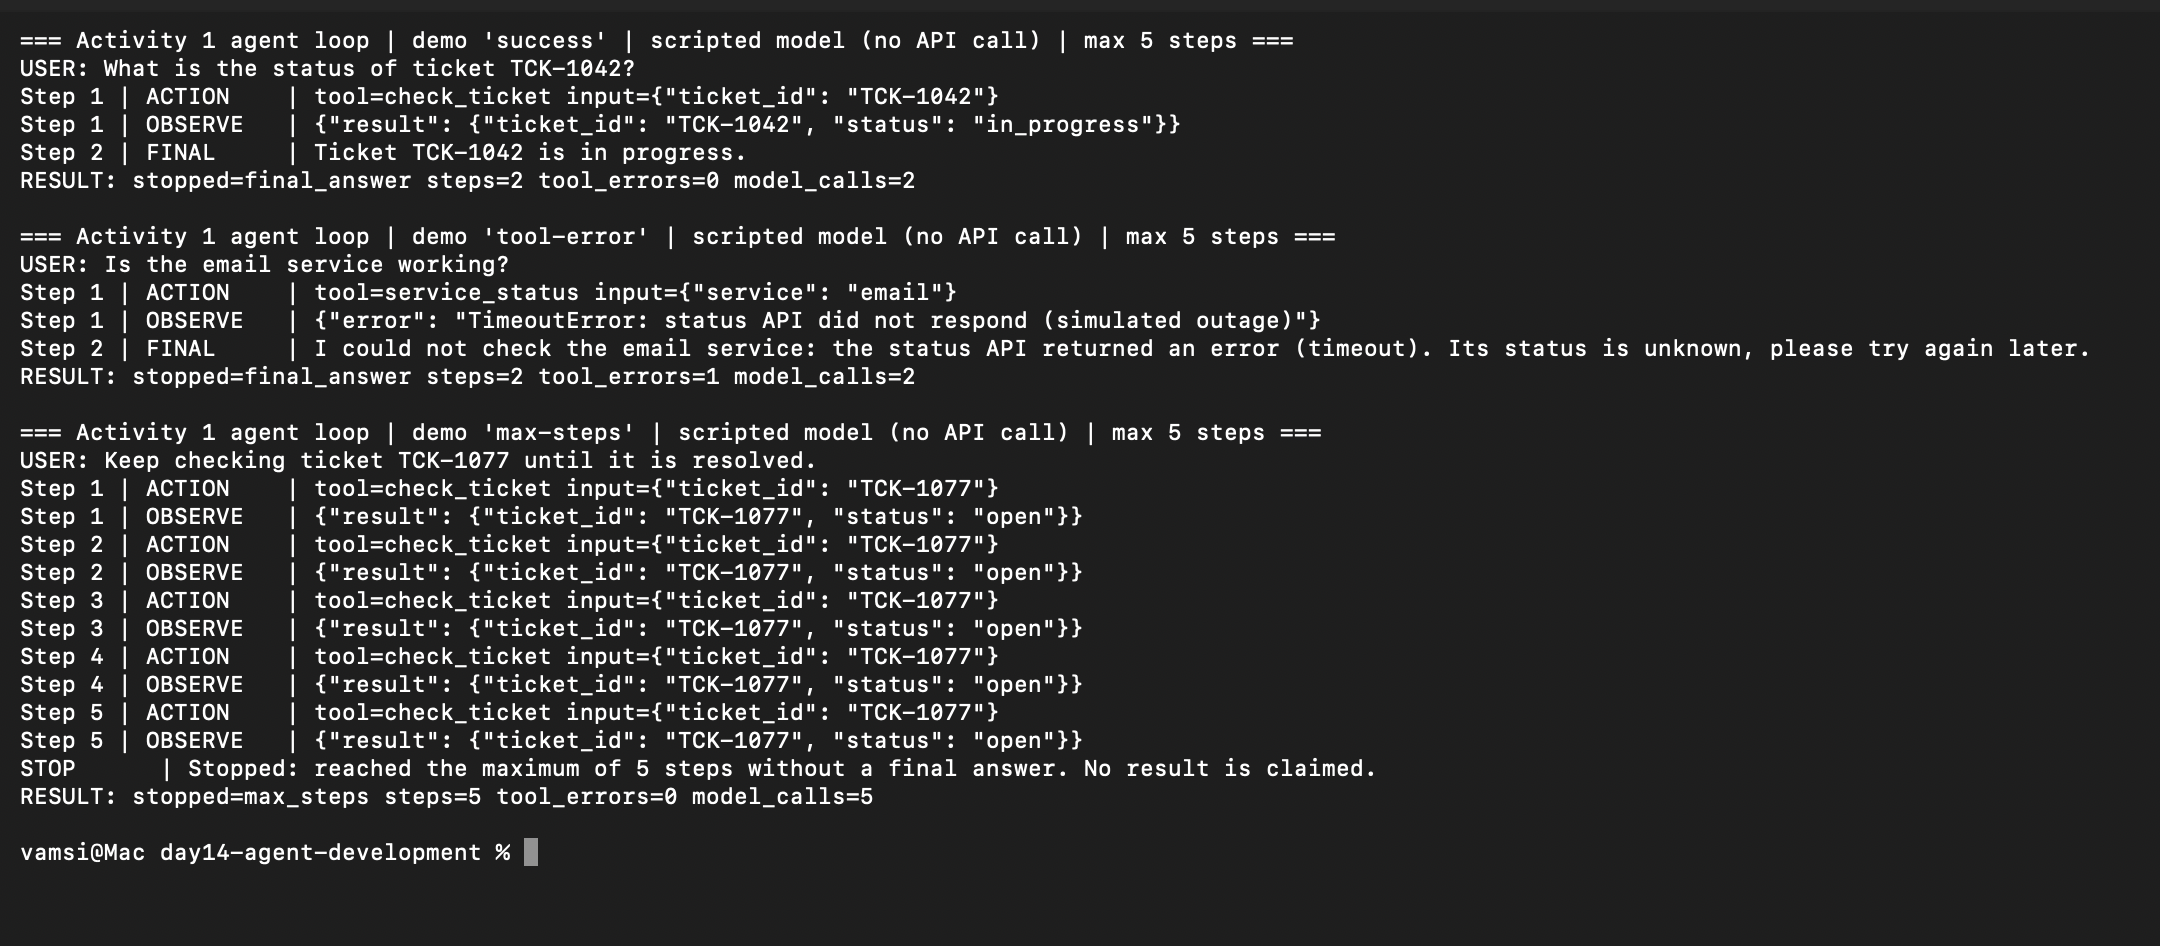 === Activity 1 agent loop | demo 'success' | scripted model (no API call) | max 5 steps ===
USER: What is the status of ticket TCK-1042?
Step 1 | ACTION    | tool=check_ticket input={"ticket_id": "TCK-1042"}
Step 1 | OBSERVE   | {"result": {"ticket_id": "TCK-1042", "status": "in_progress"}}
Step 2 | FINAL     | Ticket TCK-1042 is in progress.
RESULT: stopped=final_answer steps=2 tool_errors=0 model_calls=2

=== Activity 1 agent loop | demo 'tool-error' | scripted model (no API call) | max 5 steps ===
USER: Is the email service working?
Step 1 | ACTION    | tool=service_status input={"service": "email"}
Step 1 | OBSERVE   | {"error": "TimeoutError: status API did not respond (simulated outage)"}
Step 2 | FINAL     | I could not check the email service: the status API returned an error (timeout). Its status is unknown, please try again later.
RESULT: stopped=final_answer steps=2 tool_errors=1 model_calls=2

=== Activity 1 agent loop | demo 'max-steps' | scripted model (no API call) | max 5 steps ===
USER: Keep checking ticket TCK-1077 until it is resolved.
Step 1 | ACTION    | tool=check_ticket input={"ticket_id": "TCK-1077"}
Step 1 | OBSERVE   | {"result": {"ticket_id": "TCK-1077", "status": "open"}}
Step 2 | ACTION    | tool=check_ticket input={"ticket_id": "TCK-1077"}
Step 2 | OBSERVE   | {"result": {"ticket_id": "TCK-1077", "status": "open"}}
Step 3 | ACTION    | tool=check_ticket input={"ticket_id": "TCK-1077"}
Step 3 | OBSERVE   | {"result": {"ticket_id": "TCK-1077", "status": "open"}}
Step 4 | ACTION    | tool=check_ticket input={"ticket_id": "TCK-1077"}
Step 4 | OBSERVE   | {"result": {"ticket_id": "TCK-1077", "status": "open"}}
Step 5 | ACTION    | tool=check_ticket input={"ticket_id": "TCK-1077"}
Step 5 | OBSERVE   | {"result": {"ticket_id": "TCK-1077", "status": "open"}}
STOP      | Stopped: reached the maximum of 5 steps without a final answer. No result is claimed.
RESULT: stopped=max_steps steps=5 tool_errors=0 model_calls=5

vamsi@Mac day14-agent-development %